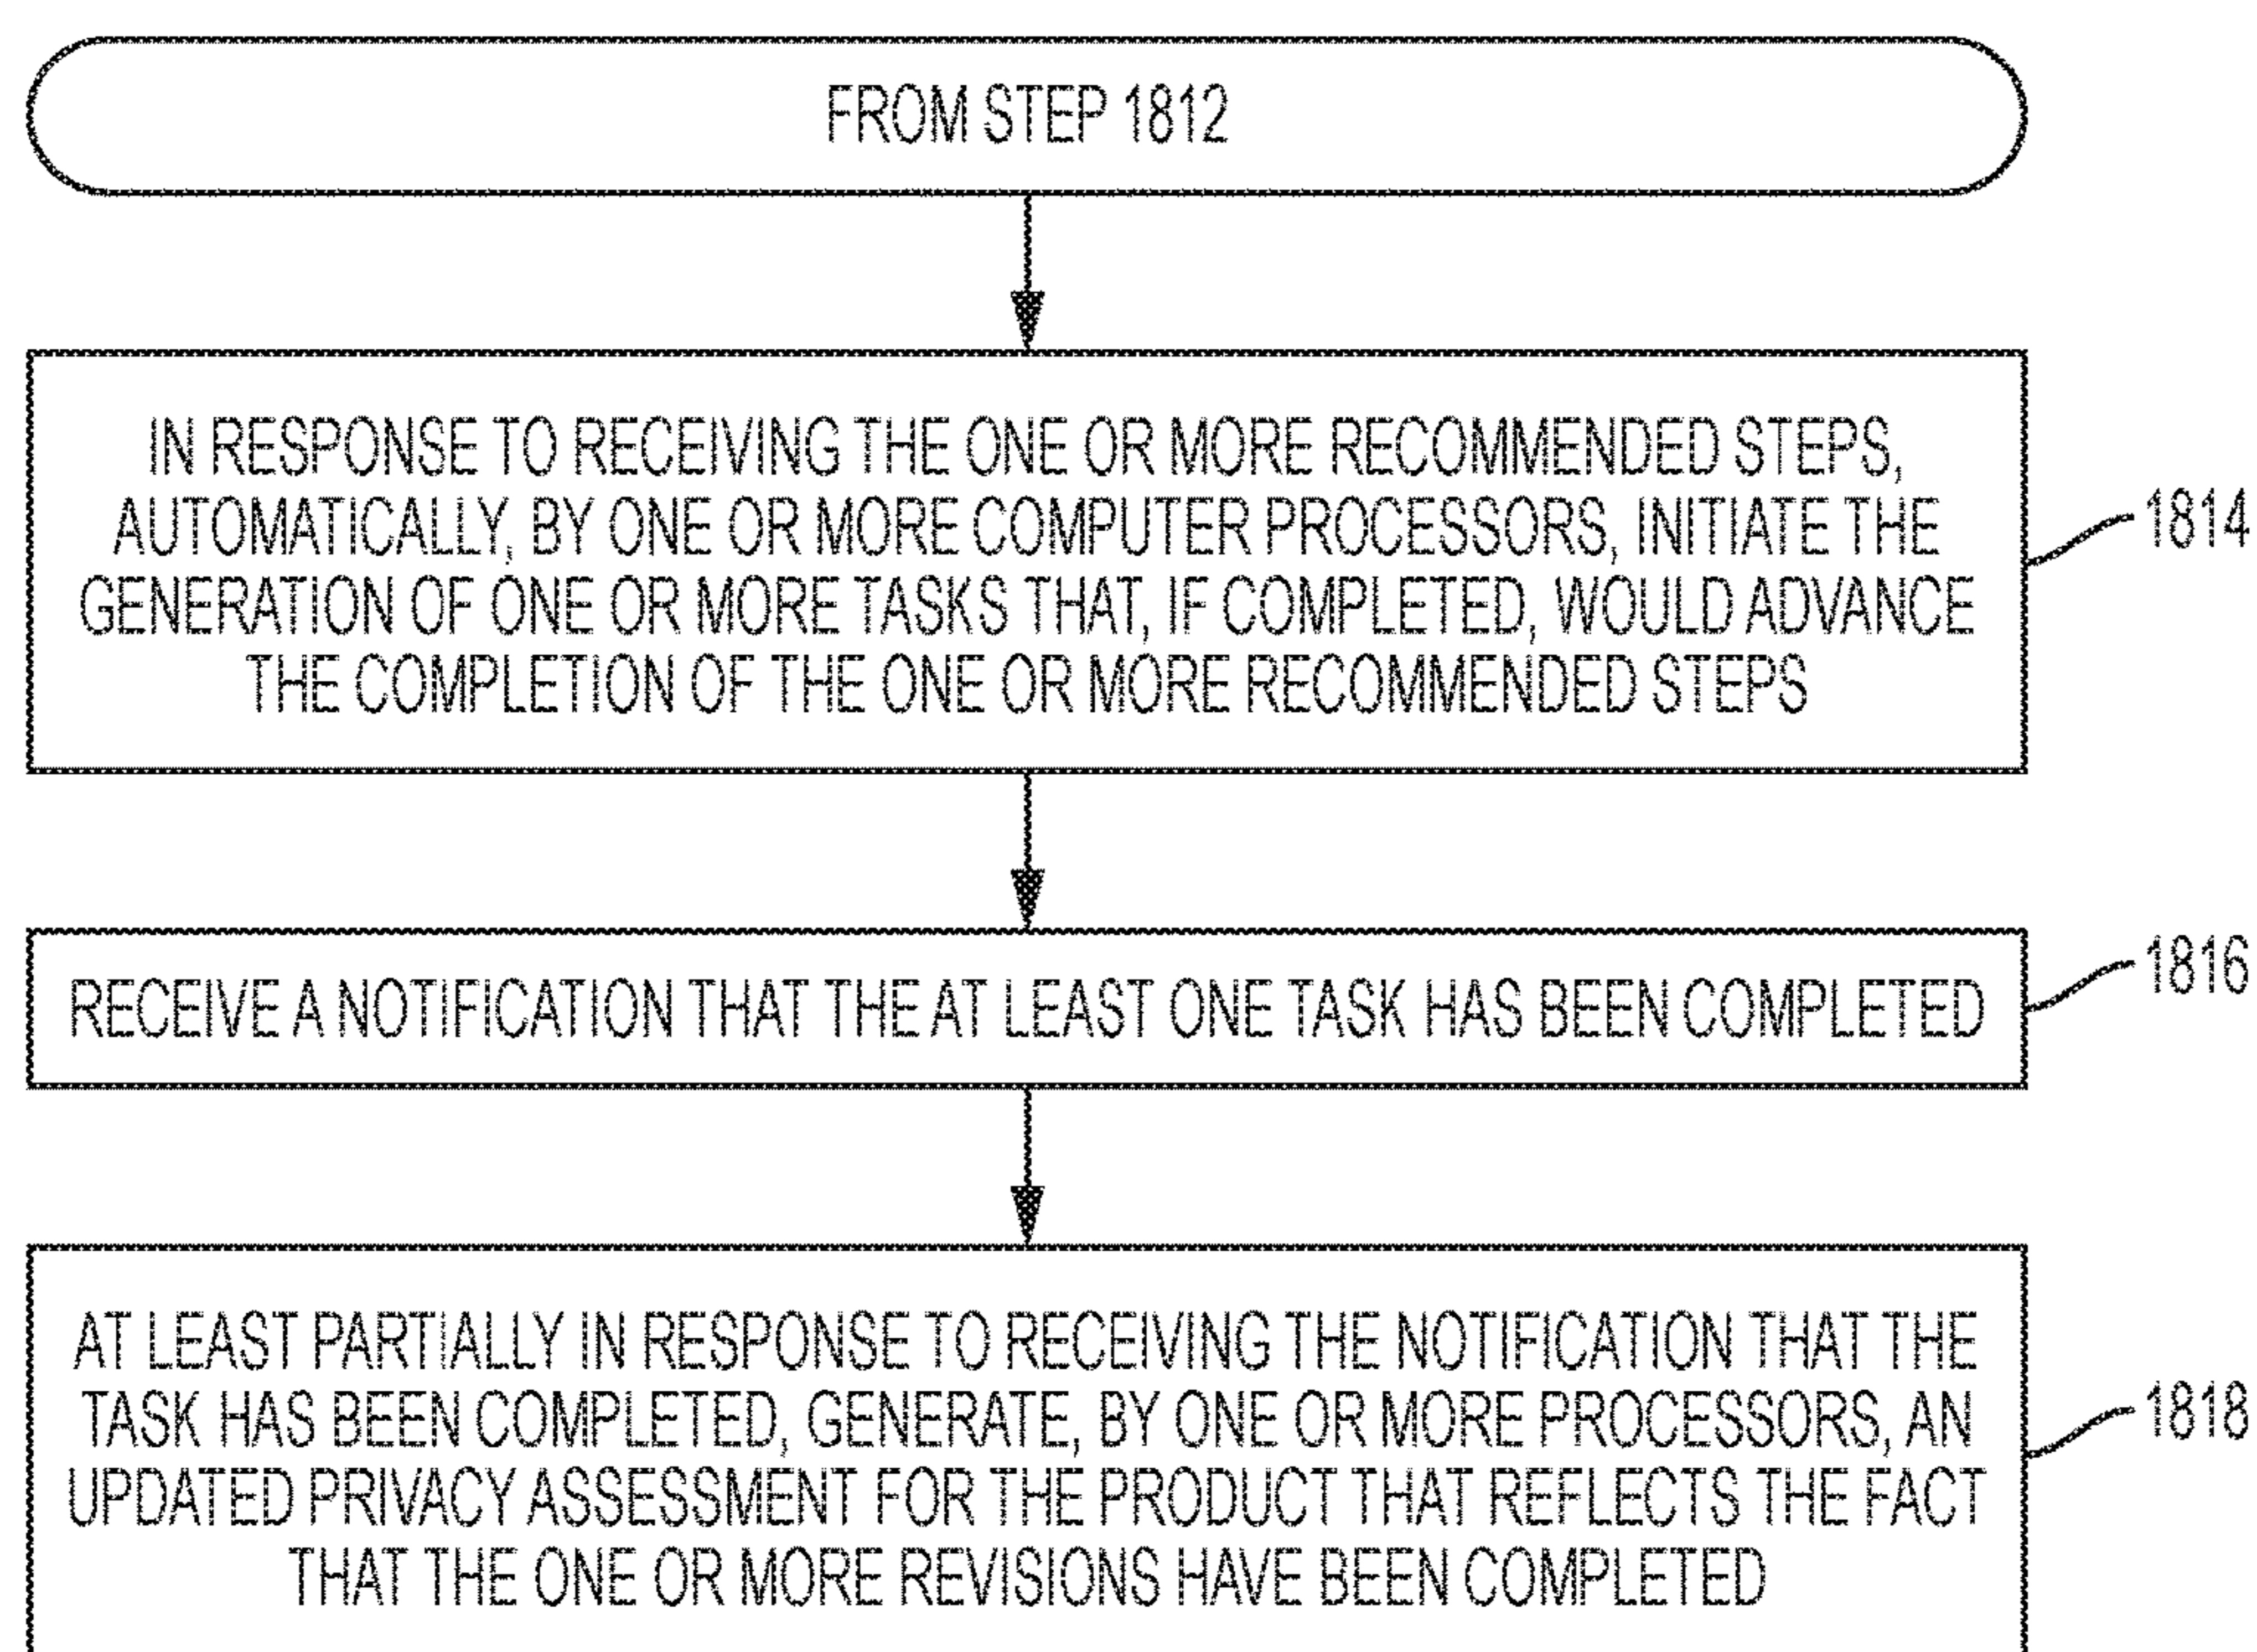 FROM STEP 1812
IN RESPONSE TO RECEIVING THE ONE OR MORE RECOMMENDED STEPS,
AUTOMATICALLY, BY ONE OR MORE COMPUTER PROCESSORS, INITIATE THE
GENERATION OF ONE OR MORE TASKS THAT, IF COMPLETED, WOULD ADVANCE
THE COMPLETION OF THE ONE OR MORE RECOMMENDED STEPS
1814
RECEIVE A NOTIFICATION THAT THE AT LEAST ONE TASK HAS BEEN COMPLETED
1816
AT LEAST PARTIALLY IN RESPONSE TO RECEIVING THE NOTIFICATION THAT THE
TASK HAS BEEN COMPLETED, GENERATE, BY ONE OR MORE PROCESSORS, AN
UPDATED PRIVACY ASSESSMENT FOR THE PRODUCT THAT REFLECTS THE FACT
THAT THE ONE OR MORE REVISIONS HAVE BEEN COMPLETED
1818